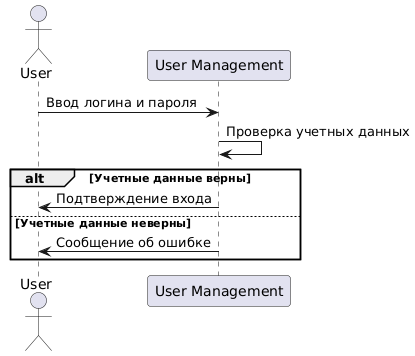 User
User Management
Ввод логина и пароля
Проверка учетных данных
alt [Учетные данные верны]
Подтверждение входа
[Учетные данные неверны]
Сообщение об ошибке
User
User Management